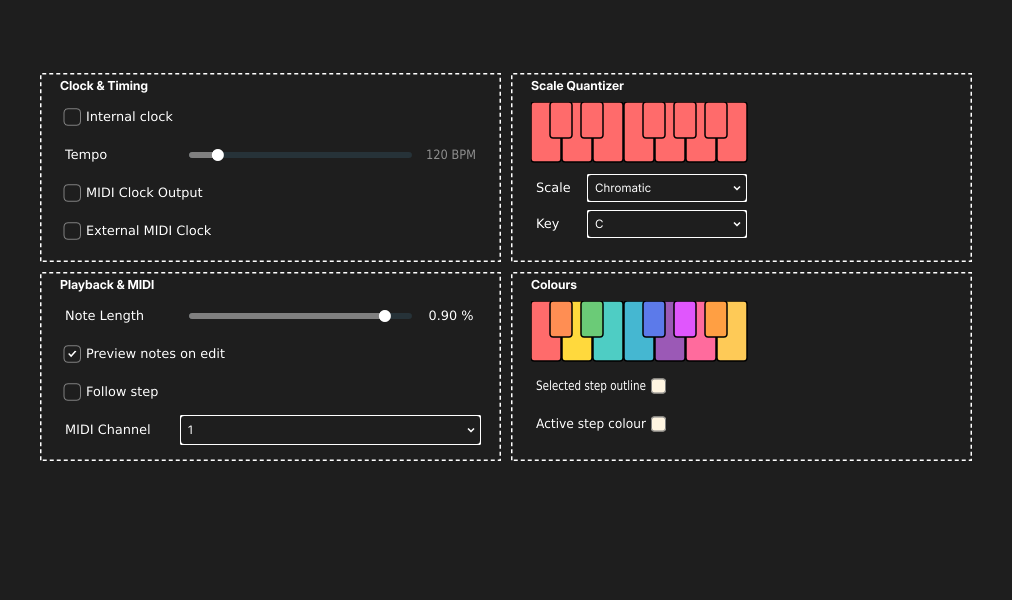 Clock & Timing
Internal clock
Tempo 120 BPM
MIDI Clock Output
External MIDI Clock
Scale Quantizer
Scale Chromatic
Key C
Playback & MIDI
Note Length 0.90 %
Preview notes on edit
Follow step
MIDI Channel 1
Colours
Selected step outline
Active step colour